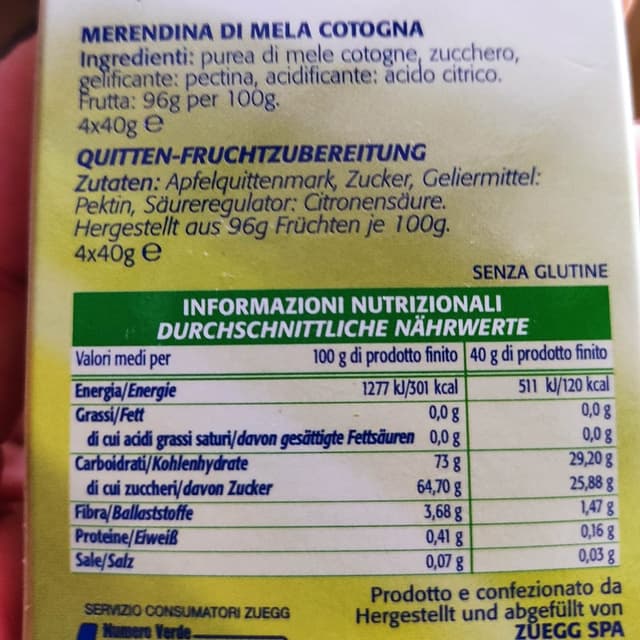 MERENDINA DI MELA COTOGNA
Ingredienti: purea di mele cotogne, zucchero,
gelificante: pectina, acidificante: acido citrico.
Frutta: 96g per 100g.
4x40g ℮
QUITTEN-FRUCHTZUBEREITUNG
Zutaten: Apfelquittenmark, Zucker, Geliermittel:
Pektin, Säureregulator: Citronensäure.
Hergestellt aus 96g Früchten je 100g.
4x40g ℮
SENZA GLUTINE
INFORMAZIONI NUTRIZIONALI
DURCHSCHNITTLICHE NÄHRWERTE
Valori medi per 100 g di prodotto finito 40 g di prodotto finito
Energia/Energie 1277 kJ/301 kcal 511 kJ/120 kcal
Grassi/Fett 0,0 g 0,0 g
di cui acidi grassi saturi/davon gesättigte Fettsäuren 0,0 g 0,0 g
Carboidrati/Kohlenhydrate 73 g 29,20 g
di cui zuccheri/davon Zucker 64,70 g 25,88 g
Fibra/Ballaststoffe 3,68 g 1,47 g
Proteine/Eiweiß 0,41 g 0,16 g
Sale/Salz 0,07 g 0,03 g
Prodotto e confezionato da
Hergestellt und abgefüllt von
ZUEGG SPA
SERVIZIO CONSUMATORI ZUEGG
Numero Verde